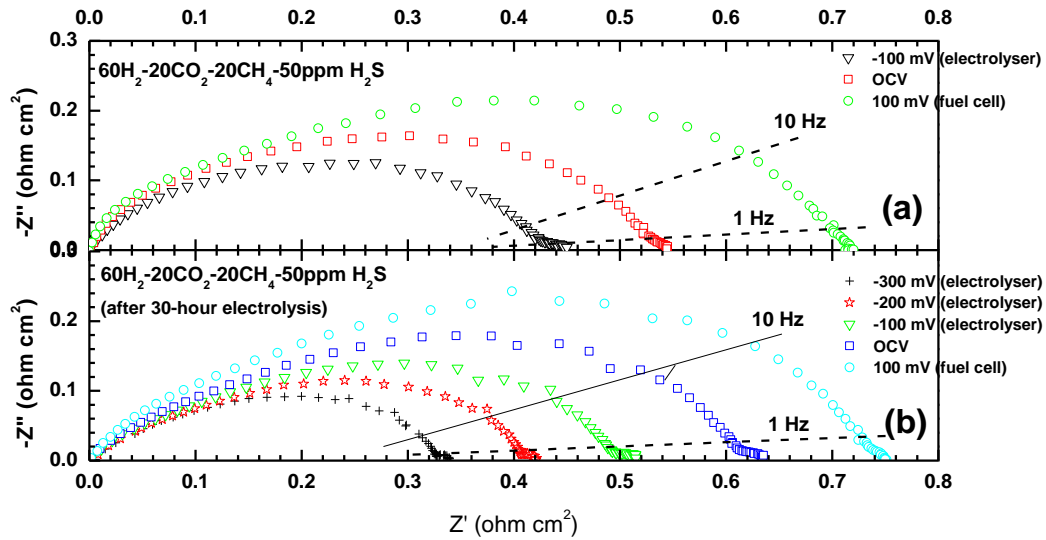 0.0 0.1 0.2 0.3 0.4 0.5 0.6 0.7 0.8
0.3
0.2
0.1
0.0
-Z'' (ohm cm²)
60H₂-20CO₂-20CH₄-50ppm H₂S
-100 mV (electrolyser)
OCV
100 mV (fuel cell)
10 Hz
1 Hz
(a)
0.3
0.2
0.1
0.0
-Z'' (ohm cm²)
60H₂-20CO₂-20CH₄-50ppm H₂S
(after 30-hour electrolysis)
-300 mV (electrolyser)
-200 mV (electrolyser)
-100 mV (electrolyser)
OCV
100 mV (fuel cell)
10 Hz
1 Hz
(b)
0.0 0.1 0.2 0.3 0.4 0.5 0.6 0.7 0.8
Z' (ohm cm²)